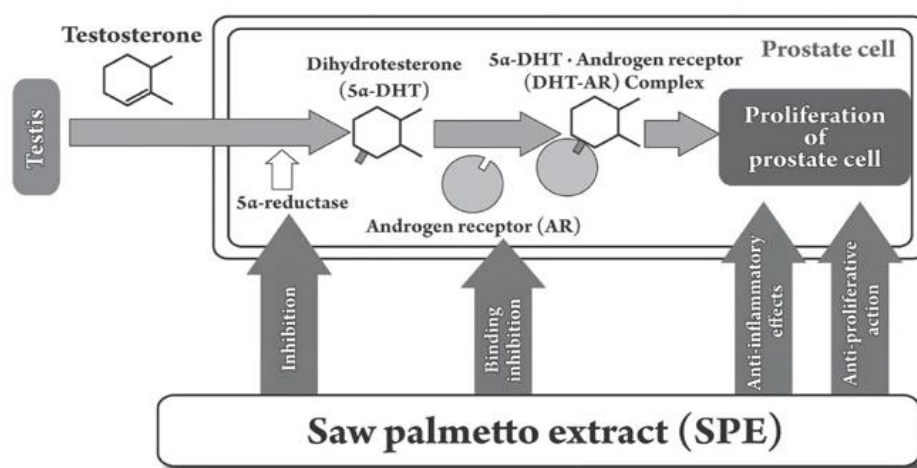 Testosterone
Prostate cell
Testis
Dihydrotesterone
(5α-DHT)
5α-DHT · Androgen receptor
(DHT-AR) Complex
Proliferation
of
prostate cell
5α-reductase
Androgen receptor (AR)
Inhibition
Binding
inhibition
Anti-inflammatory
effects
Anti-proliferative
action
Saw palmetto extract (SPE)